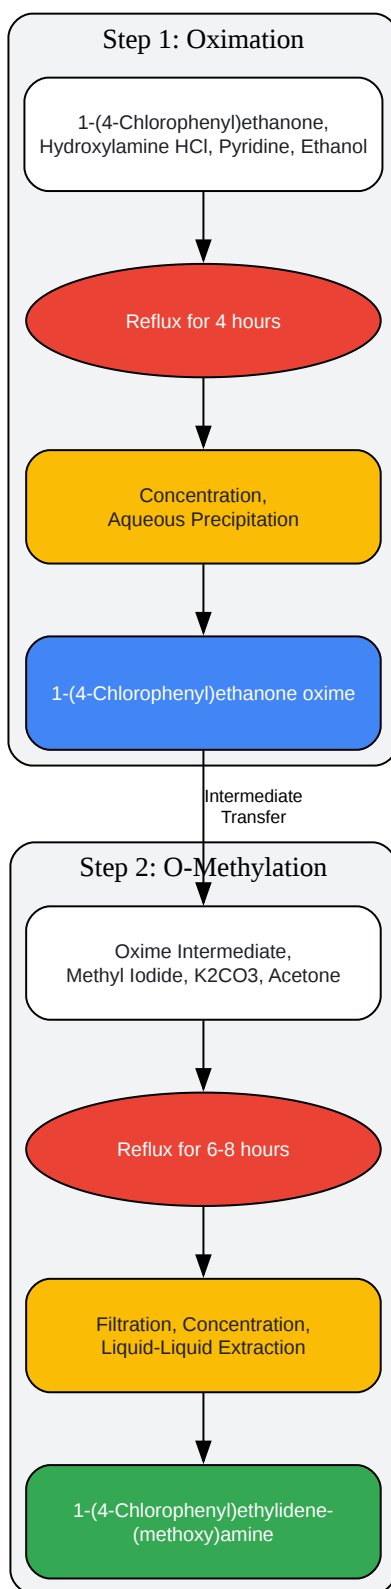 Step 1: Oximation
1-(4-Chlorophenyl)ethanone,
Hydroxylamine HCl, Pyridine, Ethanol
Reflux for 4 hours
Concentration,
Aqueous Precipitation
1-(4-Chlorophenyl)ethanone oxime
Intermediate
Transfer
Step 2: O-Methylation
Oxime Intermediate,
Methyl Iodide, K2CO3, Acetone
Reflux for 6-8 hours
Filtration, Concentration,
Liquid-Liquid Extraction
1-(4-Chlorophenyl)ethylidene-
(methoxy)amine